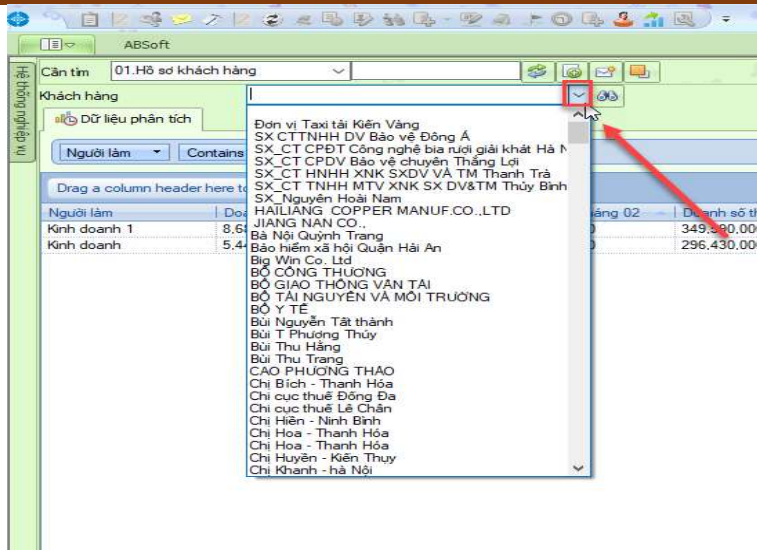 ABSoft
Hệ thống nghiệp vụ
Cần tìm 01.Hồ sơ khách hàng
Khách hàng
Dữ liệu phân tích
Người làm Contains
Drag a column header here to
Người làm Doa áng 02 Doanh số th
Kinh doanh 1 8,68 349,590,000
Kinh doanh 5,44 296,430,000
Đơn vị Taxi tải Kiến Vàng
SX CTTNHH DV Bảo vệ Đông Á
SX_CT CPĐT Công nghệ bia rượi giải khát Hà N
SX_CT CPDV Bảo vệ chuyên Thắng Lợi
SX_CT HNHH XNK SXDV VÀ TM Thanh Trà
SX_CT TNHH MTV XNK SX DV&TM Thúy Bình
SX_Nguyên Hoài Nam
HAILIANG COPPER MANUF.CO.,LTD
JIANG NAN CO.,
Bà Nội Quỳnh Trang
Bảo hiểm xã hội Quận Hải An
Big Win Co. Ltd
BỘ CÔNG THƯƠNG
BỘ GIAO THÔNG VẬN TẢI
BỘ TÀI NGUYÊN VÀ MÔI TRƯỜNG
BỘ Y TẾ
Bùi Nguyễn Tất thành
Bùi T Phương Thúy
Bùi Thu Hằng
Bùi Thu Trang
CAO PHƯƠNG THẢO
Chị Bích - Thanh Hóa
Chi cục thuế Đống Đa
Chi cục thuế Lê Chân
Chị Hiền - Ninh Bình
Chị Hoa - Thanh Hóa
Chị Hoa - Thanh Hóa
Chị Huyền - Kiến Thụy
Chị Khanh - hà Nội